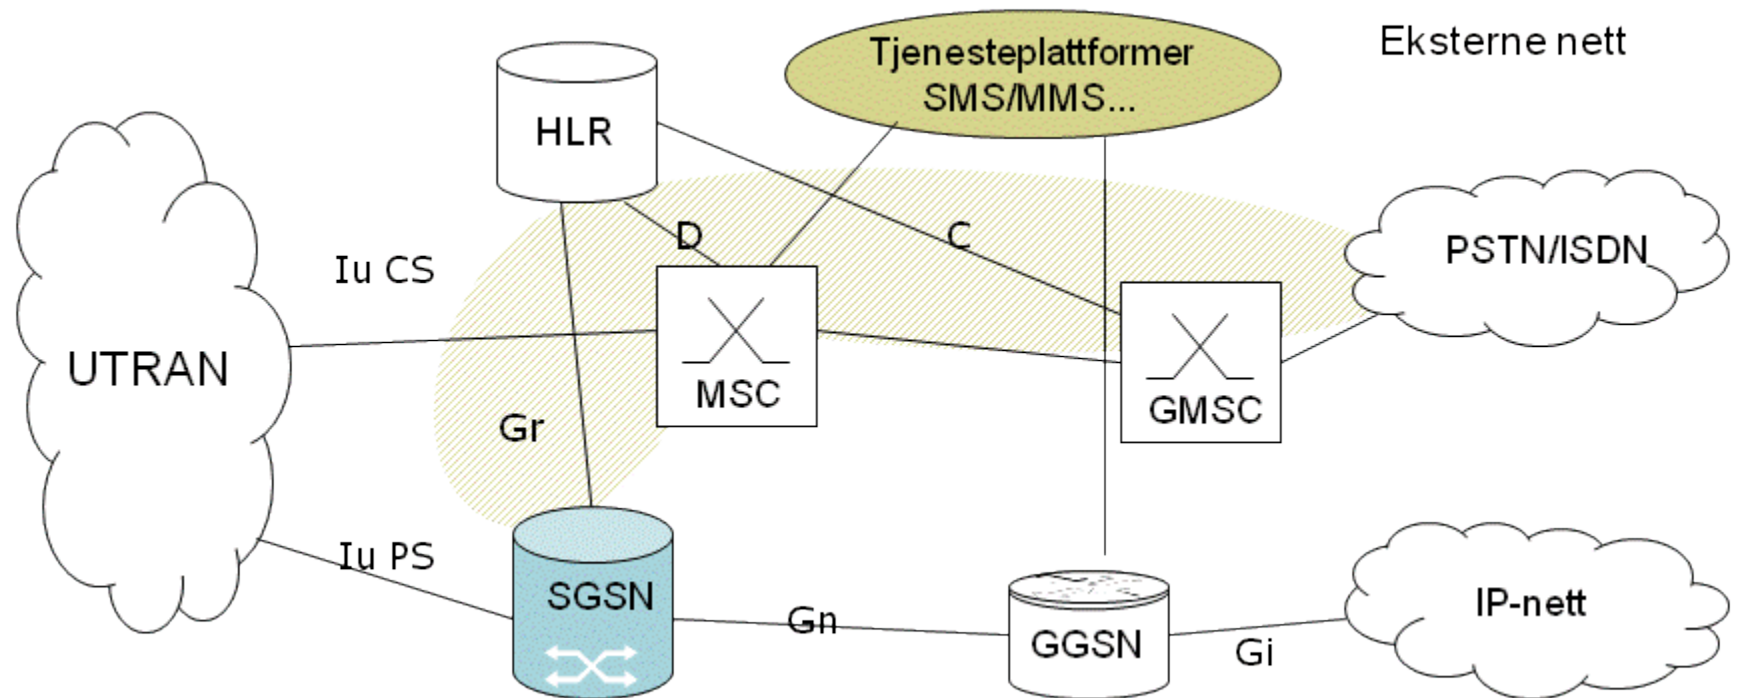 Tjenesteplattformer
SMS/MMS...
Eksterne nett
HLR
D
C
PSTN/ISDN
Iu CS
UTRAN
MSC
GMSC
Gr
Iu PS
SGSN
Gn
GGSN
Gi
IP-nett